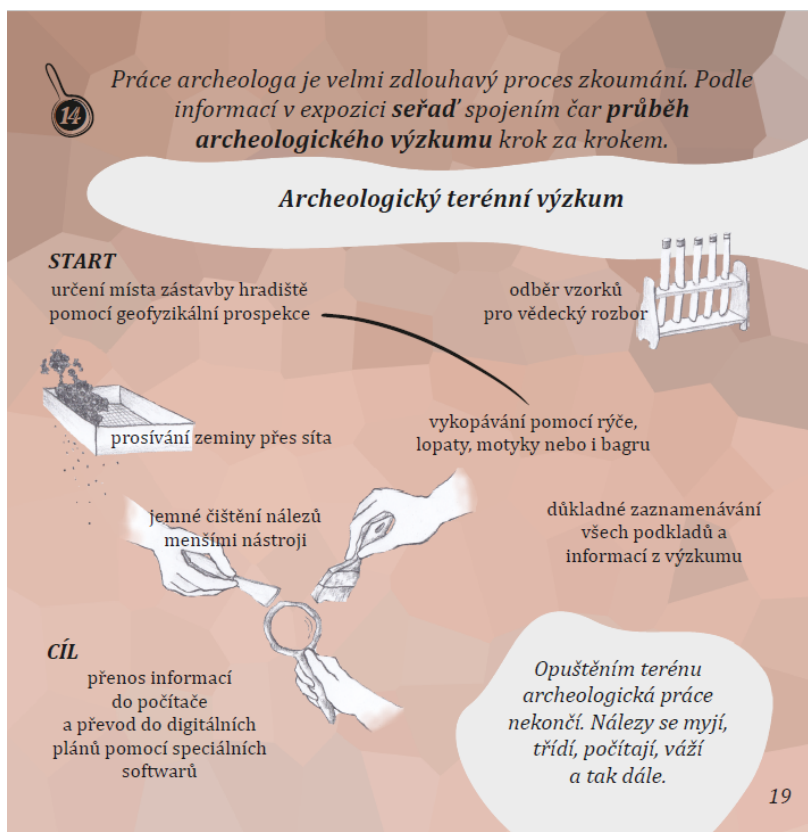 14
Práce archeologa je velmi zdlouhavý proces zkoumání. Podle
informací v expozici seřaď spojením čar průběh
archeologického výzkumu krok za krokem.
Archeologický terénní výzkum
START
určení místa zástavby hradiště
pomocí geofyzikální prospekce
odběr vzorků
pro vědecký rozbor
prosívání zeminy přes síta
vykopávání pomocí rýče,
lopaty, motyky nebo i bagru
jemné čištění nálezů
menšími nástroji
důkladné zaznamenávání
všech podkladů a
informací z výzkumu
CÍL
přenos informací
do počítače
a převod do digitálních
plánů pomocí speciálních
softwarů
Opuštěním terénu
archeologická práce
nekončí. Nálezy se myjí,
třídí, počítají, váží
a tak dále.
19